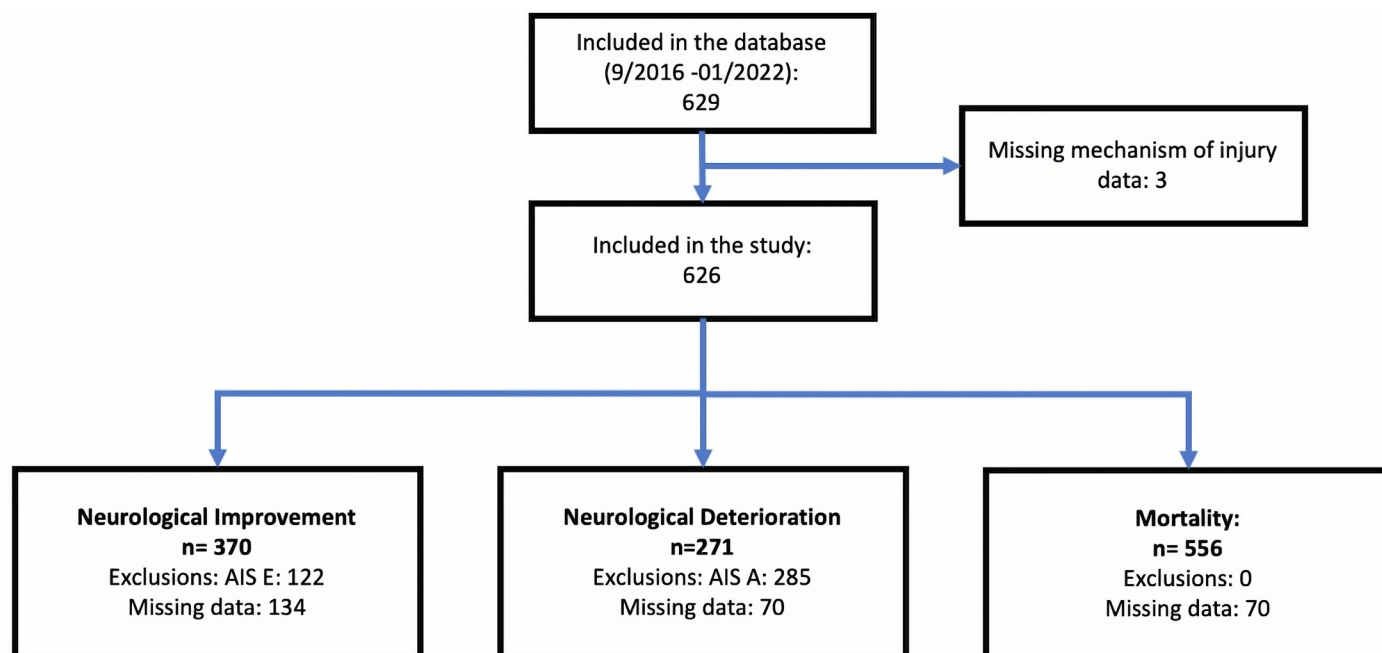 Included in the database
(9/2016 -01/2022):
629
Missing mechanism of injury
data: 3
Included in the study:
626
Neurological Improvement
n= 370
Exclusions: AIS E: 122
Missing data: 134
Neurological Deterioration
n=271
Exclusions: AIS A: 285
Missing data: 70
Mortality:
n= 556
Exclusions: 0
Missing data: 70